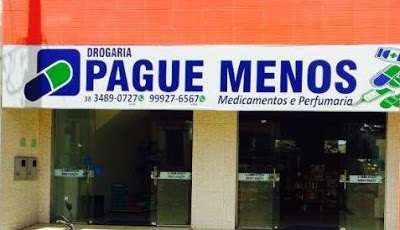 DROGARIA
PAGUE MENOS
38 3489-0727 99927-6567 Medicamentos e Perfumaria